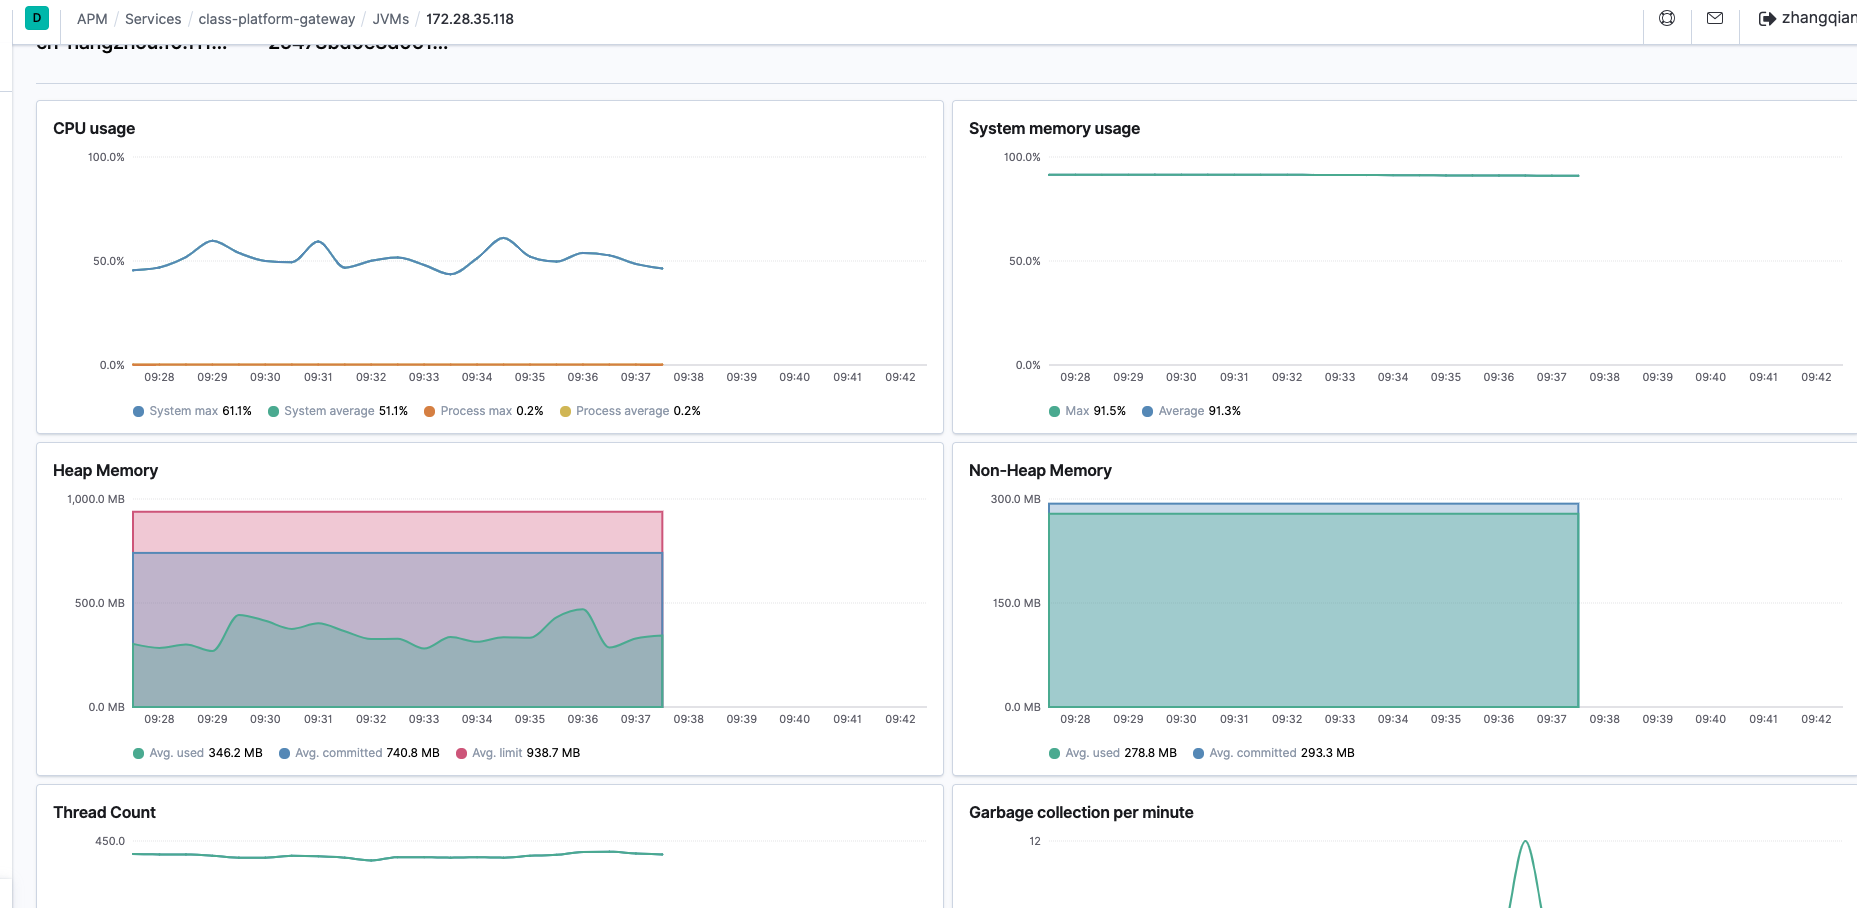 D APM / Services / class-platform-gateway / JVMs / 172.28.35.118 zhangqian
CPU usage
100.0%
50.0%
0.0%
09:28 09:29 09:30 09:31 09:32 09:33 09:34 09:35 09:36 09:37 09:38 09:39 09:40 09:41 09:42
System max 61.1% System average 51.1% Process max 0.2% Process average 0.2%
System memory usage
100.0%
50.0%
0.0%
09:28 09:29 09:30 09:31 09:32 09:33 09:34 09:35 09:36 09:37 09:38 09:39 09:40 09:41 09:42
Max 91.5% Average 91.3%
Heap Memory
1,000.0 MB
500.0 MB
0.0 MB
09:28 09:29 09:30 09:31 09:32 09:33 09:34 09:35 09:36 09:37 09:38 09:39 09:40 09:41 09:42
Avg. used 346.2 MB Avg. committed 740.8 MB Avg. limit 938.7 MB
Non-Heap Memory
300.0 MB
150.0 MB
0.0 MB
09:28 09:29 09:30 09:31 09:32 09:33 09:34 09:35 09:36 09:37 09:38 09:39 09:40 09:41 09:42
Avg. used 278.8 MB Avg. committed 293.3 MB
Thread Count
450.0
Garbage collection per minute
12